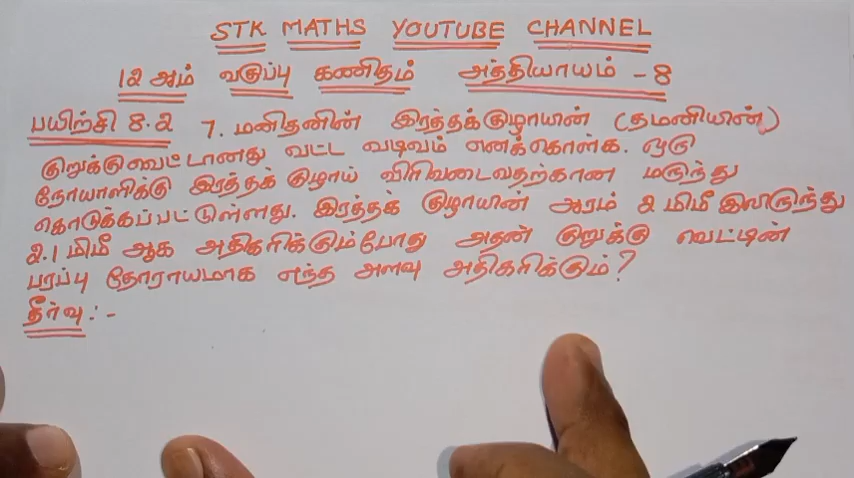 STK MATHS YOUTUBE CHANNEL
12 ஆம் வகுப்பு கணிதம் அத்தியாயம் - 8
பயிற்சி 8.2 7. மனிதனின் இரத்தக்குழாயின் (தமனியின்)
குறுக்குவெட்டானது வட்ட வடிவம் எனக்கொள்க. ஒரு
நோயாளிக்கு இரத்தக் குழாய் விரிவடைவதற்கான மருந்து
கொடுக்கப்பட்டுள்ளது. இரத்தக் குழாயின் ஆரம் 2 மிமீ இலிருந்து
2.1 மிமீ ஆக அதிகரிக்கும்போது அதன் குறுக்கு வெட்டின்
பரப்பு தோராயமாக எந்த அளவு அதிகரிக்கும்?
தீர்வு : -